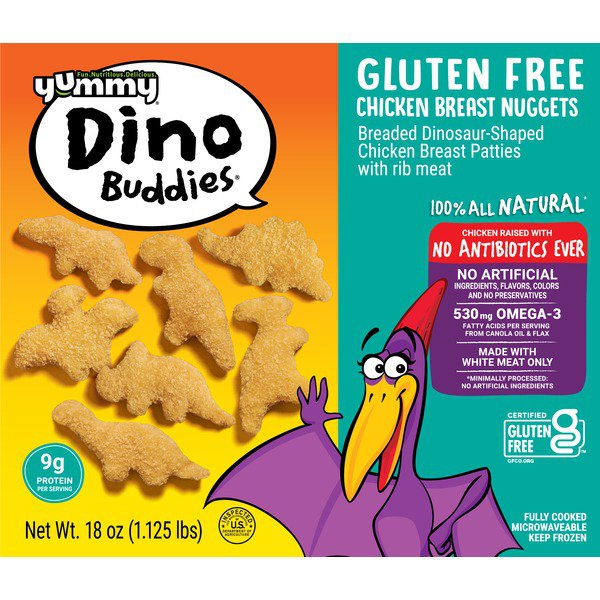 Fun. Nutritious. Delicious.
yummy
Dino
Buddies®
GLUTEN FREE
CHICKEN BREAST NUGGETS
Breaded Dinosaur-Shaped
Chicken Breast Patties
with rib meat
100% ALL NATURAL*
CHICKEN RAISED WITH
NO ANTIBIOTICS EVER
NO ARTIFICIAL
INGREDIENTS, FLAVORS, COLORS
AND NO PRESERVATIVES
530mg OMEGA-3
FATTY ACIDS PER SERVING
FROM CANOLA OIL & FLAX
MADE WITH
WHITE MEAT ONLY
*MINIMALLY PROCESSED:
NO ARTIFICIAL INGREDIENTS
CERTIFIED
GLUTEN
FREE
GFCO.ORG
9g
PROTEIN
PER SERVING
Net Wt. 18 oz (1.125 lbs)
INSPECTED
U.S.
DEPARTMENT OF
AGRICULTURE
FULLY COOKED
MICROWAVEABLE
KEEP FROZEN